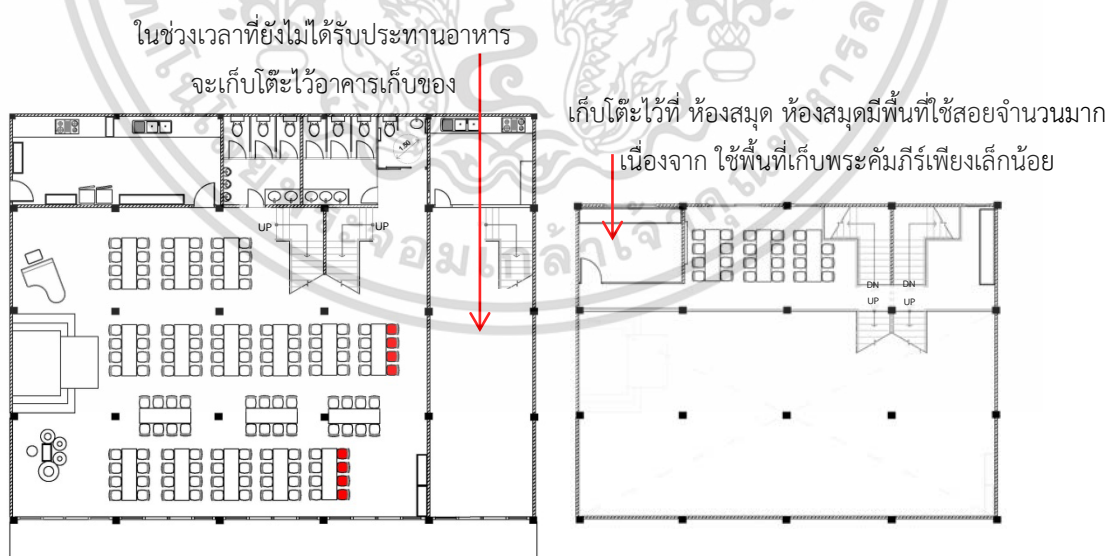 ในช่วงเวลาที่ยังไม่ได้รับประทานอาหาร
จะเก็บโต๊ะไว้อาคารเก็บของ
เก็บโต๊ะไว้ที่ ห้องสมุด ห้องสมุดมีพื้นที่ใช้สอยจำนวนมาก
เนื่องจาก ใช้พื้นที่เก็บพระคัมภีร์เพียงเล็กน้อย
1.50
UP
UP
DN
DN
UP
UP